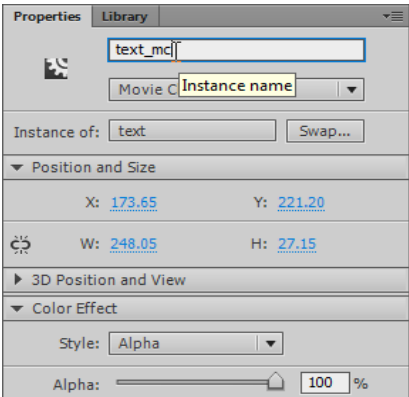 Properties Library
text_mc
Movie C
Instance name
Instance of: text Swap...
Position and Size
X: 173.65 Y: 221.20
W: 248.05 H: 27.15
3D Position and View
Color Effect
Style: Alpha
Alpha: 100 %